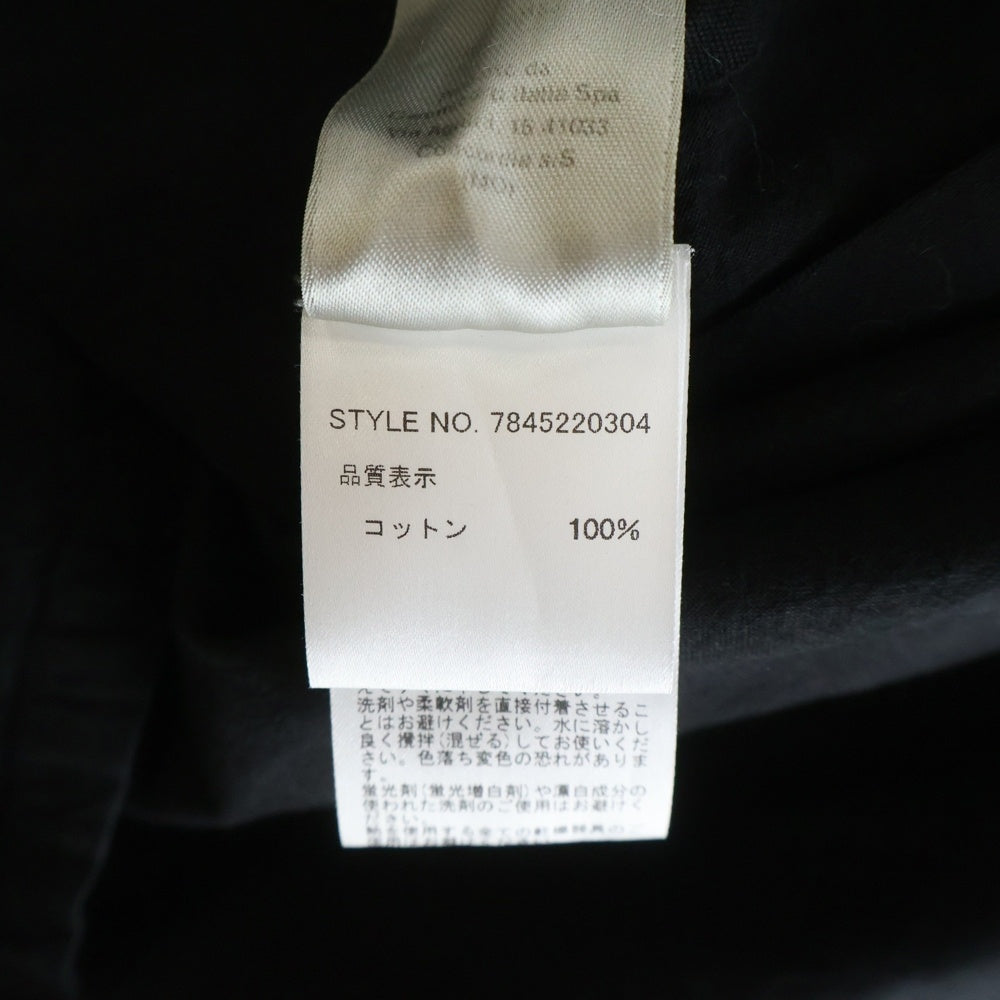 Spa
41033
S
STYLE NO. 7845220304
品質表示
コットン 100%
洗剤や柔軟剤を直接付着させるこ
とはお避けください。水に溶かし
良く攪拌(混ぜる)してお使いくだ
さい。色落ち変色の恐れがありま
す。
蛍光剤(蛍光増白剤)や漂白成分の
使われた洗剤のご使用はお避けく
ださい。